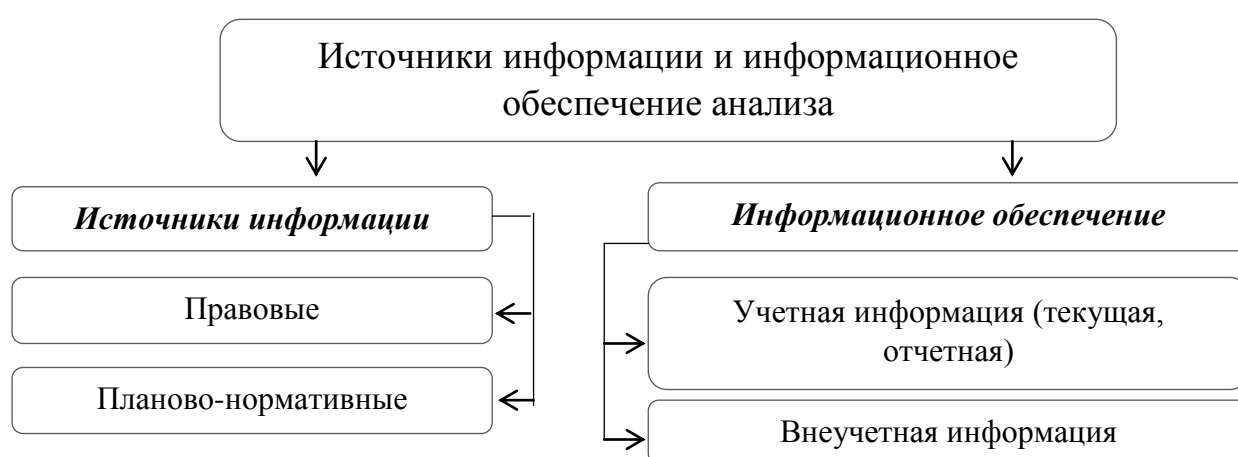 Источники информации и информационное
обеспечение анализа
Источники информации
Правовые
Планово-нормативные
Информационное обеспечение
Учетная информация (текущая,
отчетная)
Внеучетная информация